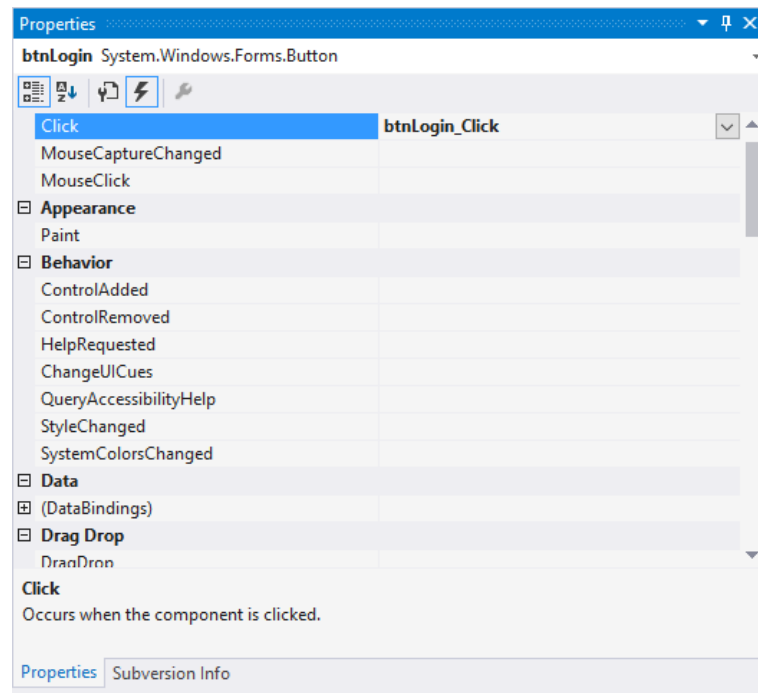 Properties
btnLogin System.Windows.Forms.Button
Click btnLogin_Click
MouseCaptureChanged
MouseClick
Appearance
Paint
Behavior
ControlAdded
ControlRemoved
HelpRequested
ChangeUICues
QueryAccessibilityHelp
StyleChanged
SystemColorsChanged
Data
(DataBindings)
Drag Drop
DragDrop
Click
Occurs when the component is clicked.
Properties Subversion Info